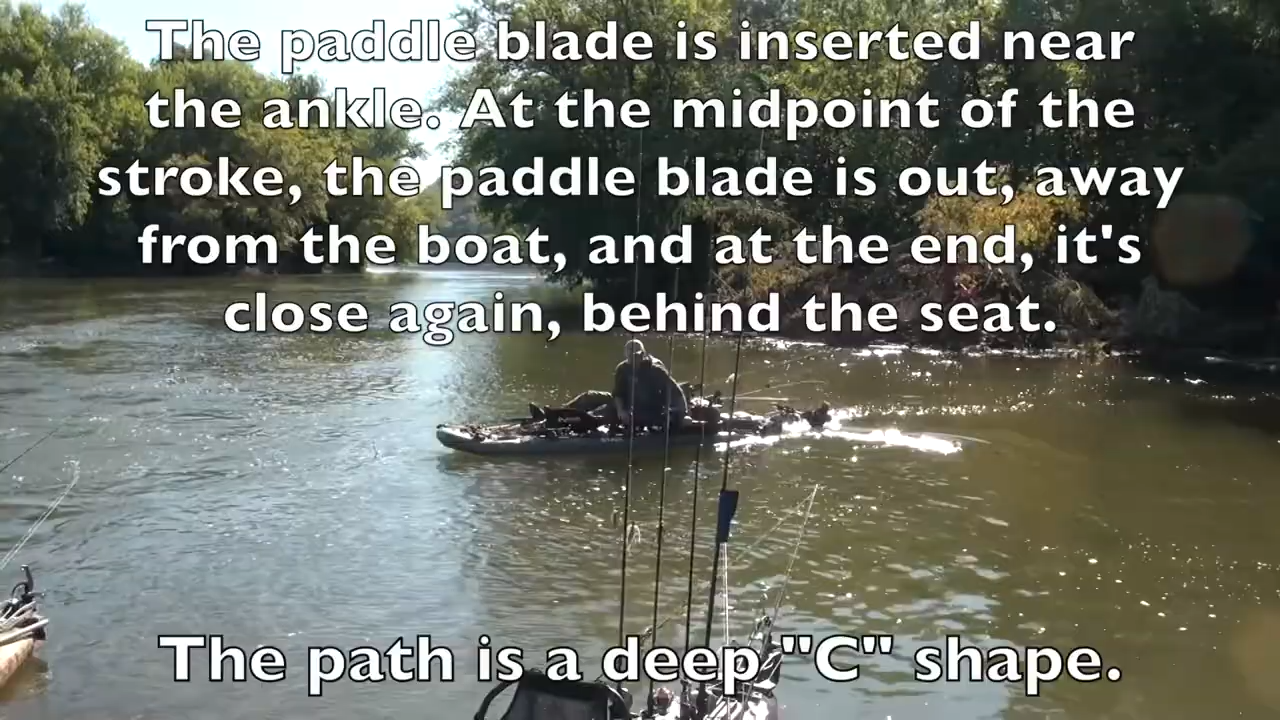 The paddle blade is inserted near
the ankle. At the midpoint of the
stroke, the paddle blade is out, away
from the boat, and at the end, it's
close again, behind the seat.
The path is a deep "C" shape.